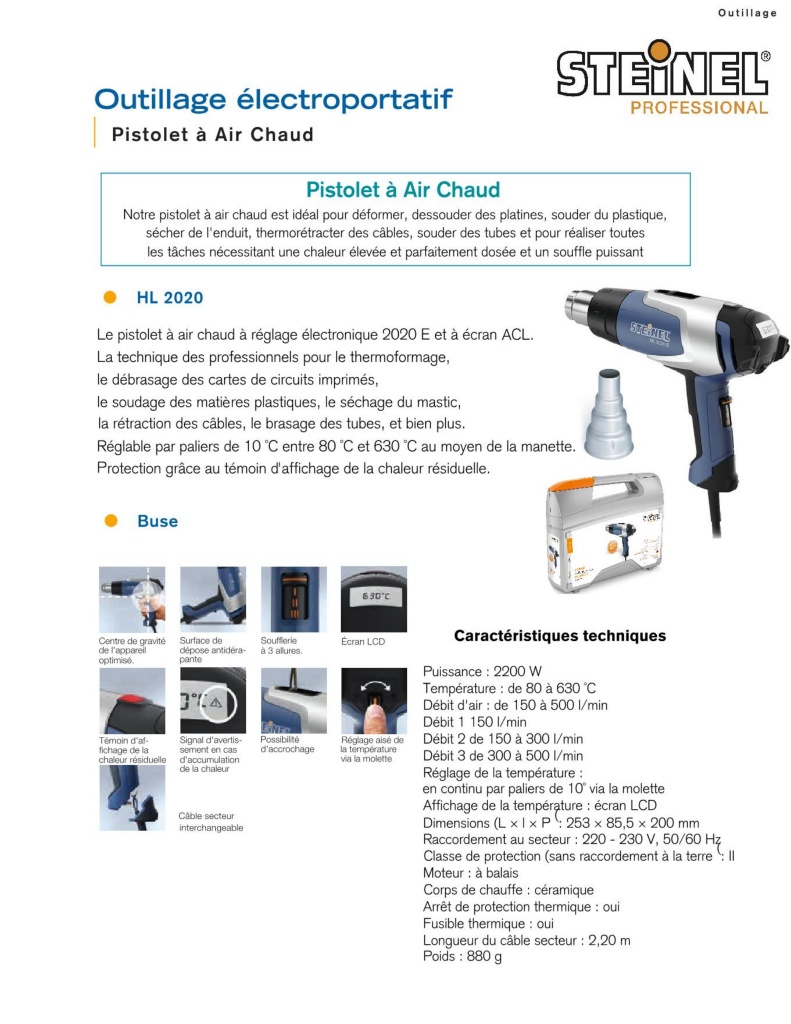 Outillage
STEINEL®
PROFESSIONAL
Outillage électroportatif
Pistolet à Air Chaud
Pistolet à Air Chaud
Notre pistolet à air chaud est idéal pour déformer, dessouder des platines, souder du plastique,
sécher de l'enduit, thermorétracter des câbles, souder des tubes et pour réaliser toutes
les tâches nécessitant une chaleur élevée et parfaitement dosée et un souffle puissant
HL 2020
STEINEL
Le pistolet à air chaud à réglage électronique 2020 E et à écran ACL.
La technique des professionnels pour le thermoformage,
le débrasage des cartes de circuits imprimés,
le soudage des matières plastiques, le séchage du mastic,
la rétraction des câbles, le brasage des tubes, et bien plus.
Réglable par paliers de 10 °C entre 80 °C et 630 °C au moyen de la manette.
Protection grâce au témoin d'affichage de la chaleur résiduelle.
Buse
630°C
Centre de gravité
de l'appareil
optimisé.
Surface de
dépose antidéra-
pante
Soufflerie
à 3 allures.
Écran LCD
Témoin d'af-
fichage de la
chaleur résiduelle
Signal d'avertis-
sement en cas
d'accumulation
de la chaleur
Possibilité
d'accrochage
Réglage aisé de
la température
via la molette
Câble secteur
interchangeable
Caractéristiques techniques
Puissance : 2200 W
Température : de 80 à 630 °C
Débit d'air : de 150 à 500 l/min
Débit 1 150 l/min
Débit 2 de 150 à 300 l/min
Débit 3 de 300 à 500 l/min
Réglage de la température :
en continu par paliers de 10° via la molette
Affichage de la température : écran LCD
Dimensions (L × l × P (: 253 × 85,5 × 200 mm
Raccordement au secteur : 220 - 230 V, 50/60 Hz
Classe de protection (sans raccordement à la terre (: II
Moteur : à balais
Corps de chauffe : céramique
Arrêt de protection thermique : oui
Fusible thermique : oui
Longueur du câble secteur : 2,20 m
Poids : 880 g